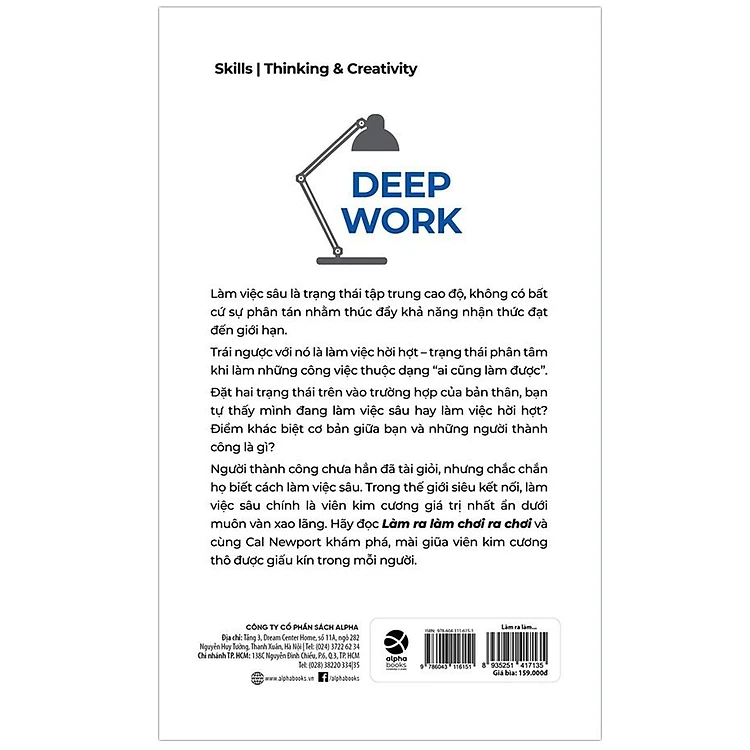 Skills | Thinking & Creativity
DEEP
WORK
Làm việc sâu là trạng thái tập trung cao độ, không có bất
cứ sự phân tán nhằm thúc đẩy khả năng nhận thức đạt
đến giới hạn.
Trái ngược với nó là làm việc hời hợt – trạng thái phân tâm
khi làm những công việc thuộc dạng “ai cũng làm được”.
Đặt hai trạng thái trên vào trường hợp của bản thân, bạn
tự thấy mình đang làm việc sâu hay làm việc hời hợt?
Điểm khác biệt cơ bản giữa bạn và những người thành
công là gì?
Người thành công chưa hẳn đã tài giỏi, nhưng chắc chắn
họ biết cách làm việc sâu. Trong thế giới siêu kết nối, làm
việc sâu chính là viên kim cương giá trị nhất ẩn dưới
muôn vàn xao lãng. Hãy đọc Làm ra làm chơi ra chơi và
cùng Cal Newport khám phá, mài giũa viên kim cương
thô được giấu kín trong mỗi người.
CÔNG TY CỔ PHẦN SÁCH ALPHA
Địa chỉ: Tầng 3, Dream Center Home, số 11A, ngõ 282
Nguyễn Huy Tưởng, Thanh Xuân, Hà Nội | Tel: (024) 3722 62 34
Chi nhánh TP. HCM: 138C Nguyễn Đình Chiểu, P.6, Q.3, TP. HCM
Tel: (028) 38220 334|35
www.alphabooks.vn
/alphabooks
alpha
books
ISBN: 978-604-311-615-1
9 786043 116151
Làm ra làm...
8 935251 417135
Giá bìa: 159.000đ